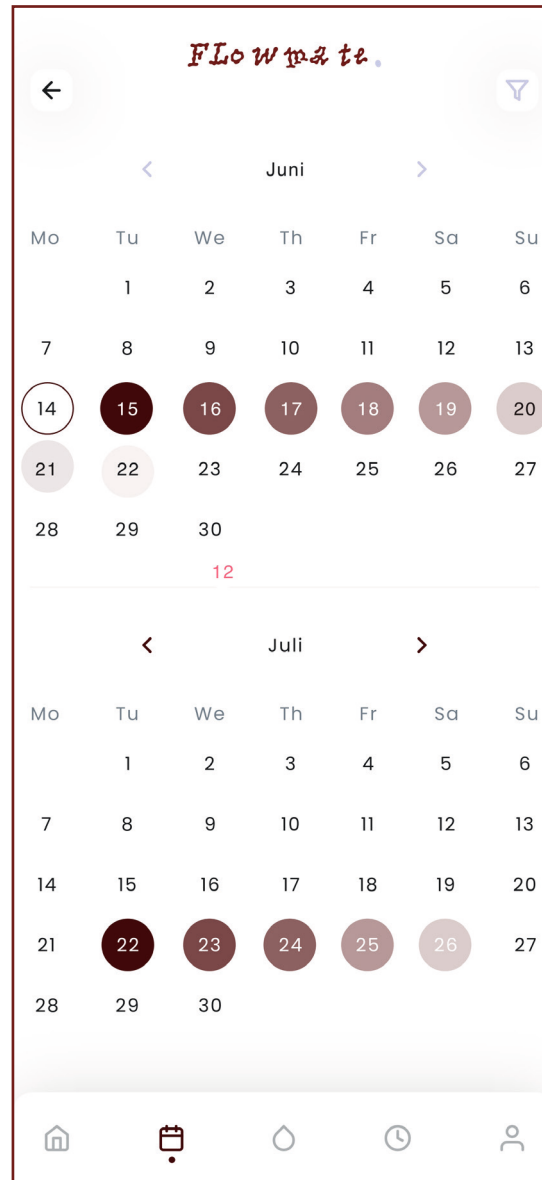 FLowmate.
Juni
Mo Tu We Th Fr Sa Su
1 2 3 4 5 6
7 8 9 10 11 12 13
14 15 16 17 18 19 20
21 22 23 24 25 26 27
28 29 30
12
Juli
Mo Tu We Th Fr Sa Su
1 2 3 4 5 6
7 8 9 10 11 12 13
14 15 16 17 18 19 20
21 22 23 24 25 26 27
28 29 30